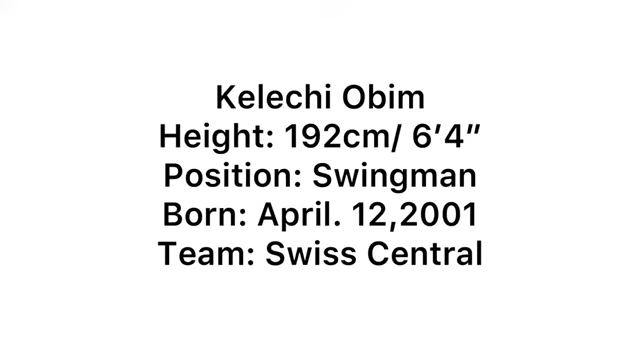 Kelechi Obim
Height: 192cm/ 6’4”
Position: Swingman
Born: April. 12,2001
Team: Swiss Central